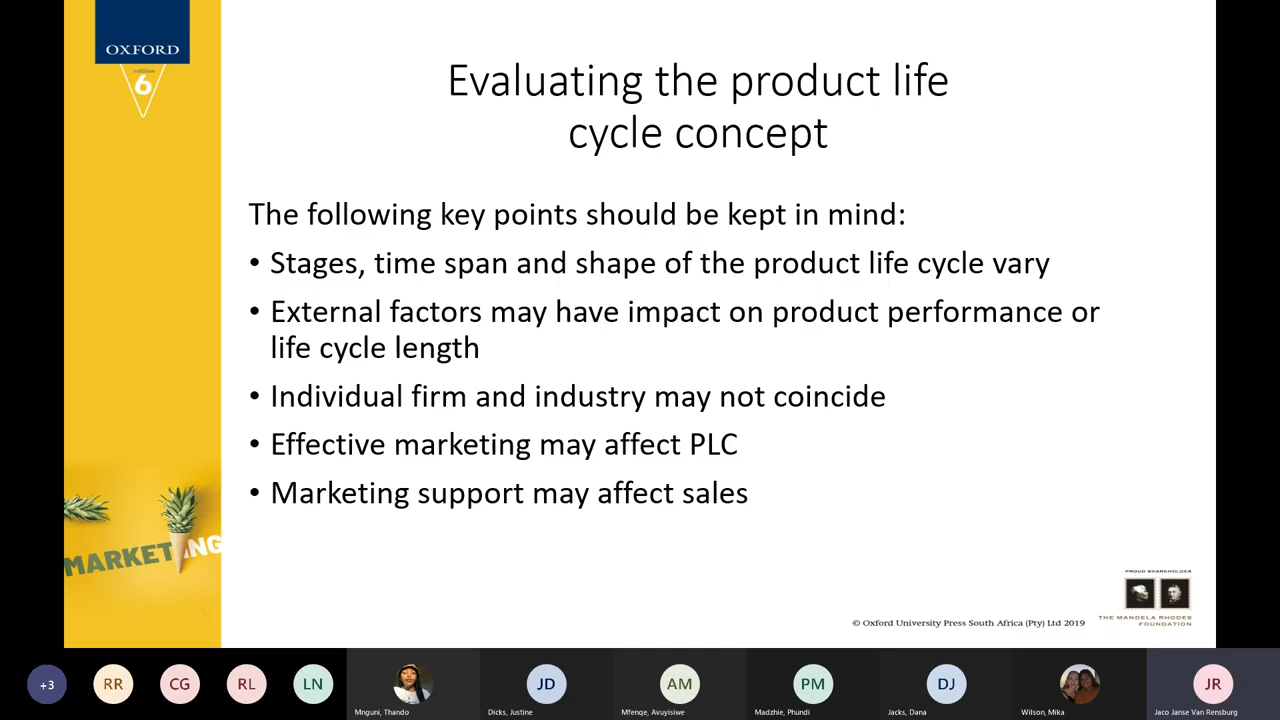 OXFORD
edition
6
Evaluating the product life
cycle concept
The following key points should be kept in mind:
• Stages, time span and shape of the product life cycle vary
• External factors may have impact on product performance or
life cycle length
• Individual firm and industry may not coincide
• Effective marketing may affect PLC
• Marketing support may affect sales
MARKETING
PROUD SHAREHOLDER
THE MANDELA RHODES
FOUNDATION
© Oxford University Press South Africa (Pty) Ltd 2019
+3
RR
CG
RL
LN
Mnguni, Thando
JD
Dicks, Justine
AM
Mfenqe, Avuyisiwe
PM
Madzhie, Phundi
DJ
Jacks, Dana
Wilson, Mika
JR
Jaco Janse Van Rensburg